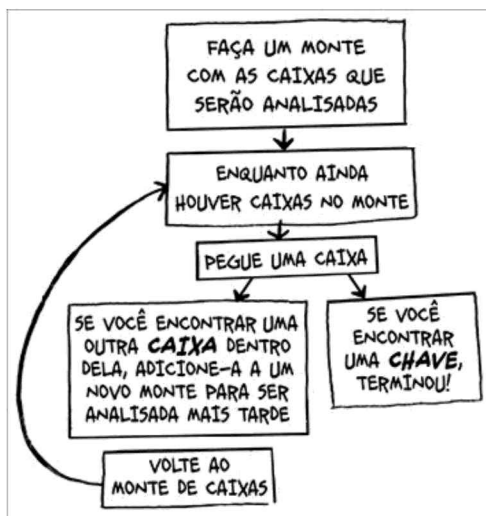 FAÇA UM MONTE
COM AS CAIXAS QUE
SERÃO ANALISADAS
ENQUANTO AINDA
HOUVER CAIXAS NO MONTE
PEGUE UMA CAIXA
SE VOCÊ ENCONTRAR UMA
OUTRA CAIXA DENTRO
DELA, ADICIONE-A A UM
NOVO MONTE PARA SER
ANALISADA MAIS TARDE
SE VOCÊ
ENCONTRAR
UMA CHAVE,
TERMINOU!
VOLTE AO
MONTE DE CAIXAS